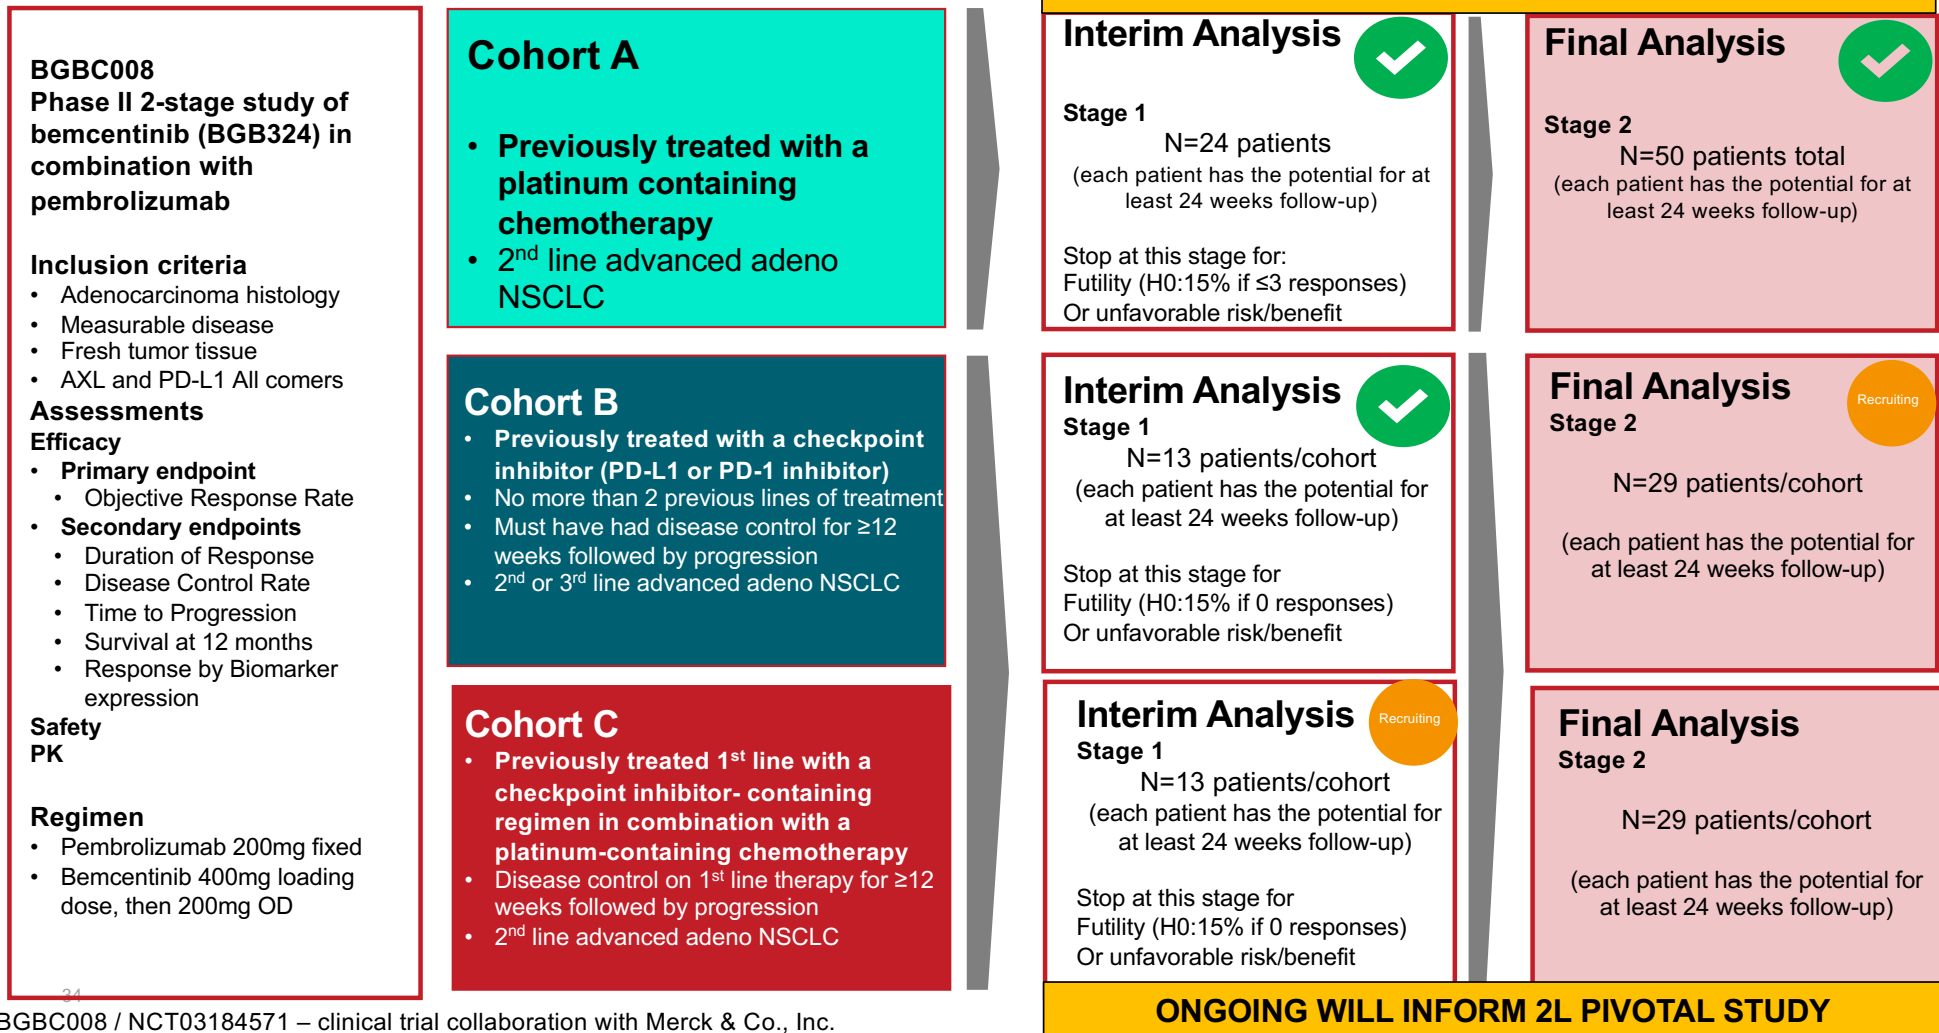 BGBC008
Phase II 2-stage study of
bemcentinib (BGB324) in
combination with
pembrolizumab
Inclusion criteria
• Adenocarcinoma histology
• Measurable disease
• Fresh tumor tissue
• AXL and PD-L1 All comers
Assessments
Efficacy
• Primary endpoint
• Objective Response Rate
• Secondary endpoints
• Duration of Response
• Disease Control Rate
• Time to Progression
• Survival at 12 months
• Response by Biomarker
expression
Safety
PK
Regimen
• Pembrolizumab 200mg fixed
• Bemcentinib 400mg loading
dose, then 200mg OD
Cohort A
• Previously treated with a
platinum containing
chemotherapy
• 2nd line advanced adeno
NSCLC
Interim Analysis
Stage 1
N=24 patients
(each patient has the potential for at
least 24 weeks follow-up)
Stop at this stage for:
Futility (H0:15% if ≤3 responses)
Or unfavorable risk/benefit
Final Analysis
Stage 2
N=50 patients total
(each patient has the potential for at
least 24 weeks follow-up)
Cohort B
• Previously treated with a checkpoint
inhibitor (PD-L1 or PD-1 inhibitor)
• No more than 2 previous lines of treatment
• Must have had disease control for ≥12
weeks followed by progression
• 2nd or 3rd line advanced adeno NSCLC
Interim Analysis
Stage 1
N=13 patients/cohort
(each patient has the potential for
at least 24 weeks follow-up)
Stop at this stage for
Futility (H0:15% if 0 responses)
Or unfavorable risk/benefit
Final Analysis
Recruiting
Stage 2
N=29 patients/cohort
(each patient has the potential for
at least 24 weeks follow-up)
Cohort C
• Previously treated 1st line with a
checkpoint inhibitor- containing
regimen in combination with a
platinum-containing chemotherapy
• Disease control on 1st line therapy for ≥12
weeks followed by progression
• 2nd line advanced adeno NSCLC
Interim Analysis
Recruiting
Stage 1
N=13 patients/cohort
(each patient has the potential for
at least 24 weeks follow-up)
Stop at this stage for
Futility (H0:15% if 0 responses)
Or unfavorable risk/benefit
Final Analysis
Stage 2
N=29 patients/cohort
(each patient has the potential for
at least 24 weeks follow-up)
34
BGBC008 / NCT03184571 – clinical trial collaboration with Merck & Co., Inc.
ONGOING WILL INFORM 2L PIVOTAL STUDY